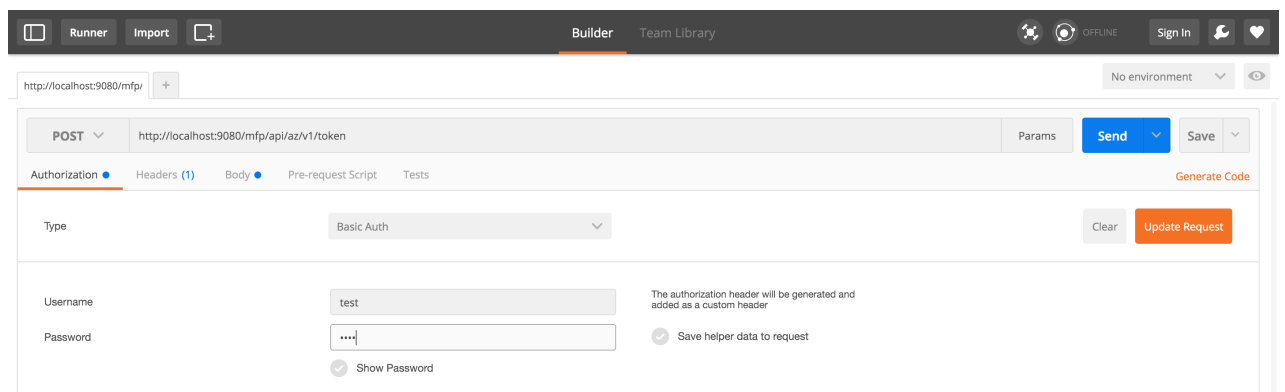 Runner Import Builder Team Library OFFLINE Sign In
http://localhost:9080/mfp/ + No environment
POST http://localhost:9080/mfp/api/az/v1/token Params Send Save
Authorization Headers (1) Body Pre-request Script Tests Generate Code
Type Basic Auth Clear Update Request
Username test The authorization header will be generated and
added as a custom header
Password •••• Save helper data to request
Show Password